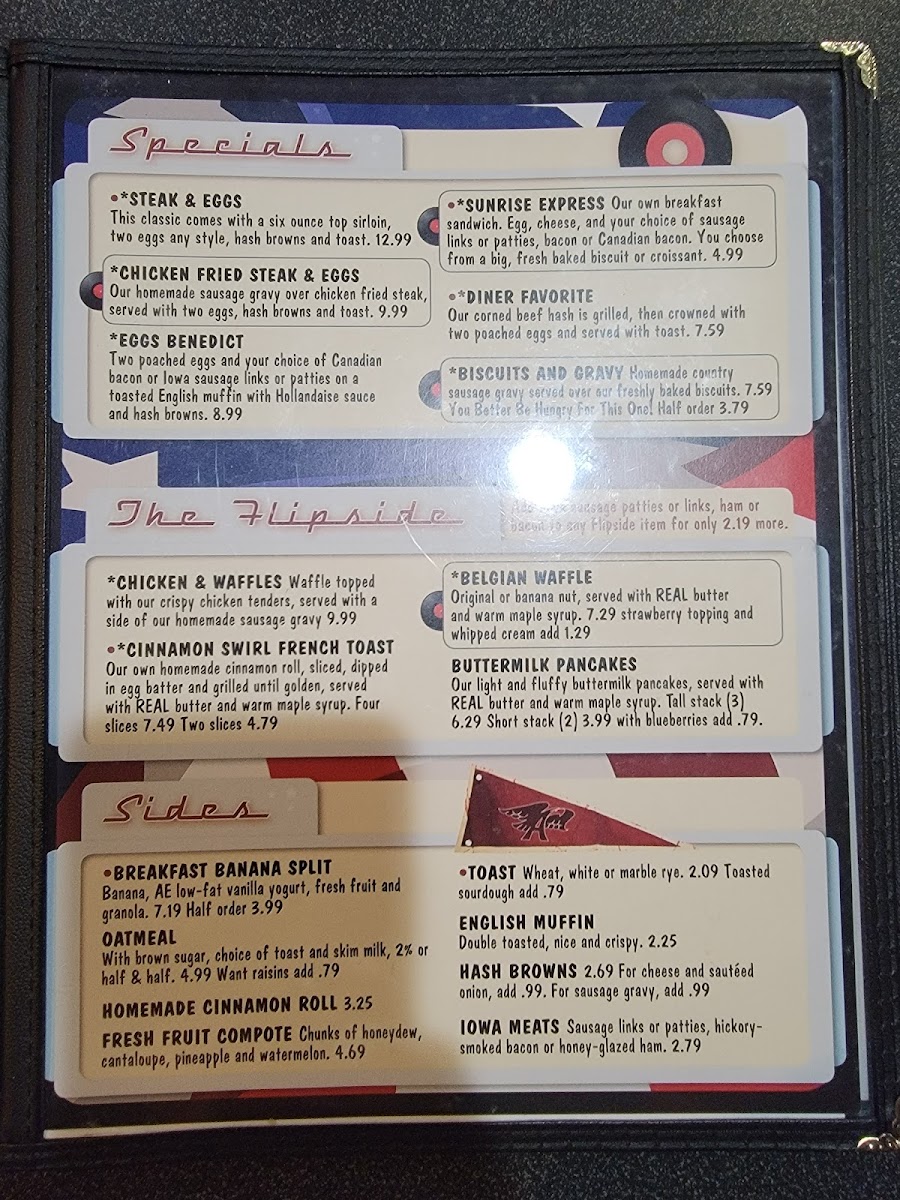 Specials
•*STEAK & EGGS
This classic comes with a six ounce top sirloin,
two eggs any style, hash browns and toast. 12.99
*CHICKEN FRIED STEAK & EGGS
Our homemade sausage gravy over chicken fried steak,
served with two eggs, hash browns and toast. 9.99
*EGGS BENEDICT
Two poached eggs and your choice of Canadian
bacon or Iowa sausage links or patties on a
toasted English muffin with Hollandaise sauce
and hash browns. 8.99
•*SUNRISE EXPRESS Our own breakfast
sandwich. Egg, cheese, and your choice of sausage
links or patties, bacon or Canadian bacon. You choose
from a big, fresh baked biscuit or croissant. 4.99
•*DINER FAVORITE
Our corned beef hash is grilled, then crowned with
two poached eggs and served with toast. 7.59
*BISCUITS AND GRAVY Homemade country
sausage gravy served over our freshly baked biscuits. 7.59
You Better Be Hungry For This One! Half order 3.79
The Flipside
sausage patties or links, ham or
bacon to any Flipside item for only 2.19 more.
*CHICKEN & WAFFLES Waffle topped
with our crispy chicken tenders, served with a
side of our homemade sausage gravy 9.99
•*CINNAMON SWIRL FRENCH TOAST
Our own homemade cinnamon roll, sliced, dipped
in egg batter and grilled until golden, served
with REAL butter and warm maple syrup. Four
slices 7.49 Two slices 4.79
*BELGIAN WAFFLE
Original or banana nut, served with REAL butter
and warm maple syrup. 7.29 strawberry topping and
whipped cream add 1.29
BUTTERMILK PANCAKES
Our light and fluffy buttermilk pancakes, served with
REAL butter and warm maple syrup. Tall stack (3)
6.29 Short stack (2) 3.99 with blueberries add .79.
Sides
•BREAKFAST BANANA SPLIT
Banana, AE low-fat vanilla yogurt, fresh fruit and
granola. 7.19 Half order 3.99
OATMEAL
With brown sugar, choice of toast and skim milk, 2% or
half & half. 4.99 Want raisins add .79
HOMEMADE CINNAMON ROLL 3.25
FRESH FRUIT COMPOTE Chunks of honeydew,
cantaloupe, pineapple and watermelon. 4.69
•TOAST Wheat, white or marble rye. 2.09 Toasted
sourdough add .79
ENGLISH MUFFIN
Double toasted, nice and crispy. 2.25
HASH BROWNS 2.69 For cheese and sautéed
onion, add .99. For sausage gravy, add .99
IOWA MEATS Sausage links or patties, hickory-
smoked bacon or honey-glazed ham. 2.79